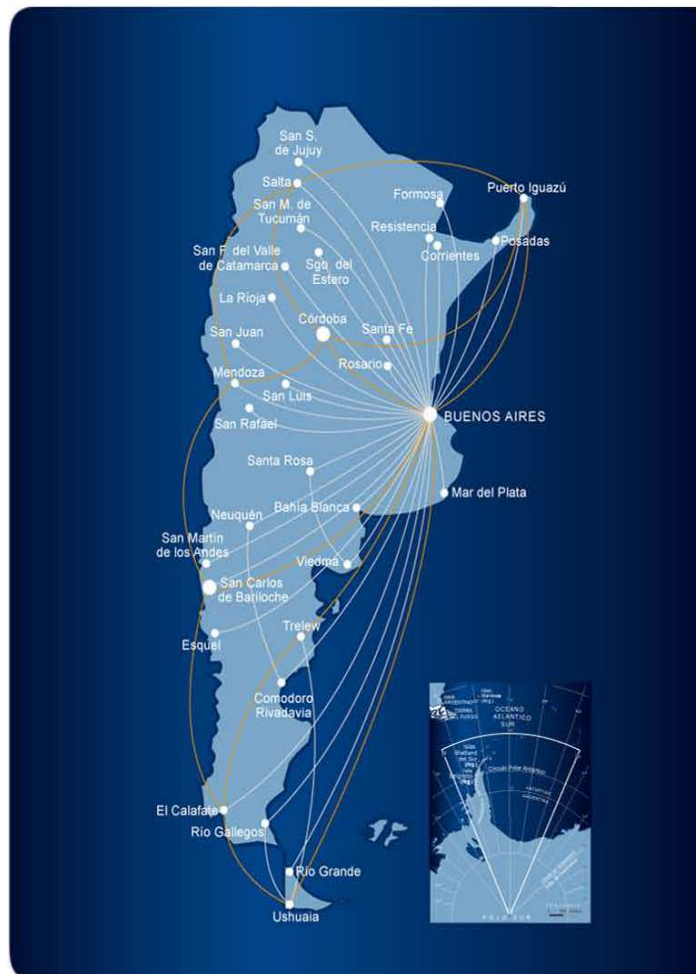 San S.
de Jujuy
Salta
Formosa
Puerto Iguazú
San M. de
Tucumán
Resistencia
Posadas
Corrientes
San F. del Valle
de Catamarca
Sgo. del
Estero
La Rioja
Córdoba
Santa Fe
San Juan
Rosario
Mendoza
San Luis
BUENOS AIRES
San Rafael
Santa Rosa
Mar del Plata
Bahía Blanca
Neuquén
San Martín
de los Andes
Viedma
San Carlos
de Bariloche
Trelew
Esquel
Comodoro
Rivadavia
OCEANO
ATLANTICO
SUR
Círculo Polar Antártico
El Calafate
Río Gallegos
Río Grande
Ushuaia
POLO SUR